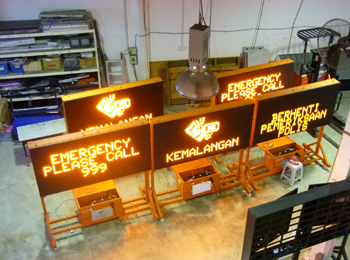 EMERGENCY
PLEASE CALL
KEMALANGAN
EMERGENCY
PLEASE CALL
999
KEMALANGAN
BERHENTI
PEMERIKSAAN
POLIS